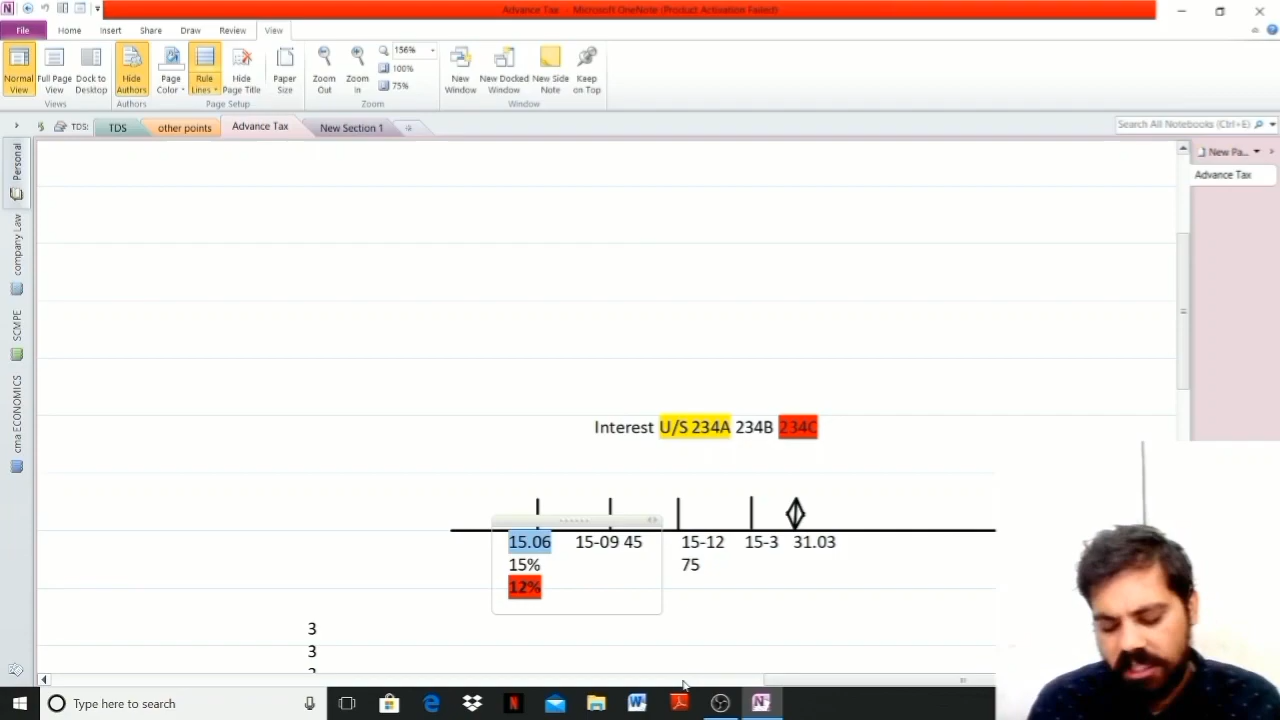 Advance Tax - Microsoft OneNote (Product Activation Failed)
File Home Insert Share Draw Review View
Normal View
Full Page View
Dock to Desktop
Views
Hide Authors
Authors
Page Color
Rule Lines
Hide Page Title
Paper Size
Page Setup
Zoom Out
Zoom In
156%
100%
75%
Zoom
New Window
New Docked Window
New Side Note
Keep on Top
Window
TDS: TDS other points Advance Tax New Section 1
Search All Notebooks (Ctrl+E)
New Pa...
Advance Tax
Personal
company Law
SCMPE
cma ECONOMICS
Interest U/S 234A 234B 234C
15.06 15-09 45 15-12 15-3 31.03
15% 75
12%
3
3
Type here to search